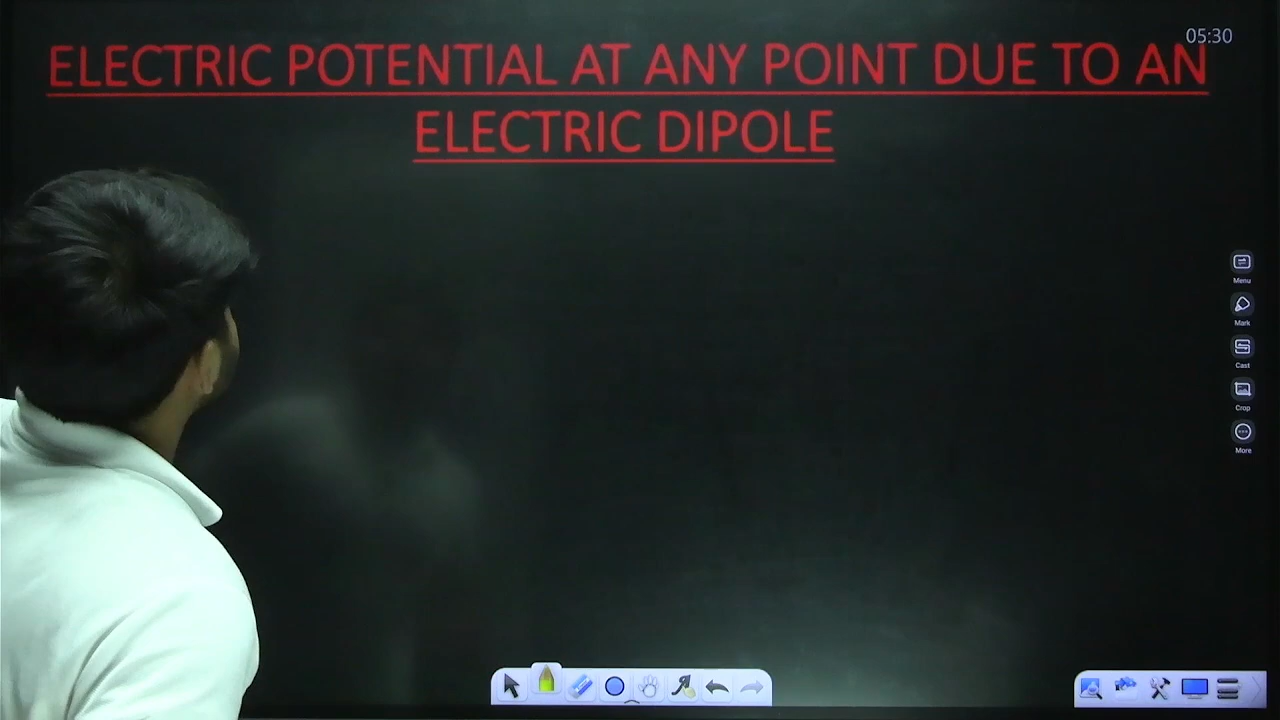 05:30
ELECTRIC POTENTIAL AT ANY POINT DUE TO AN
ELECTRIC DIPOLE
Menu
Mark
Cast
Crop
More